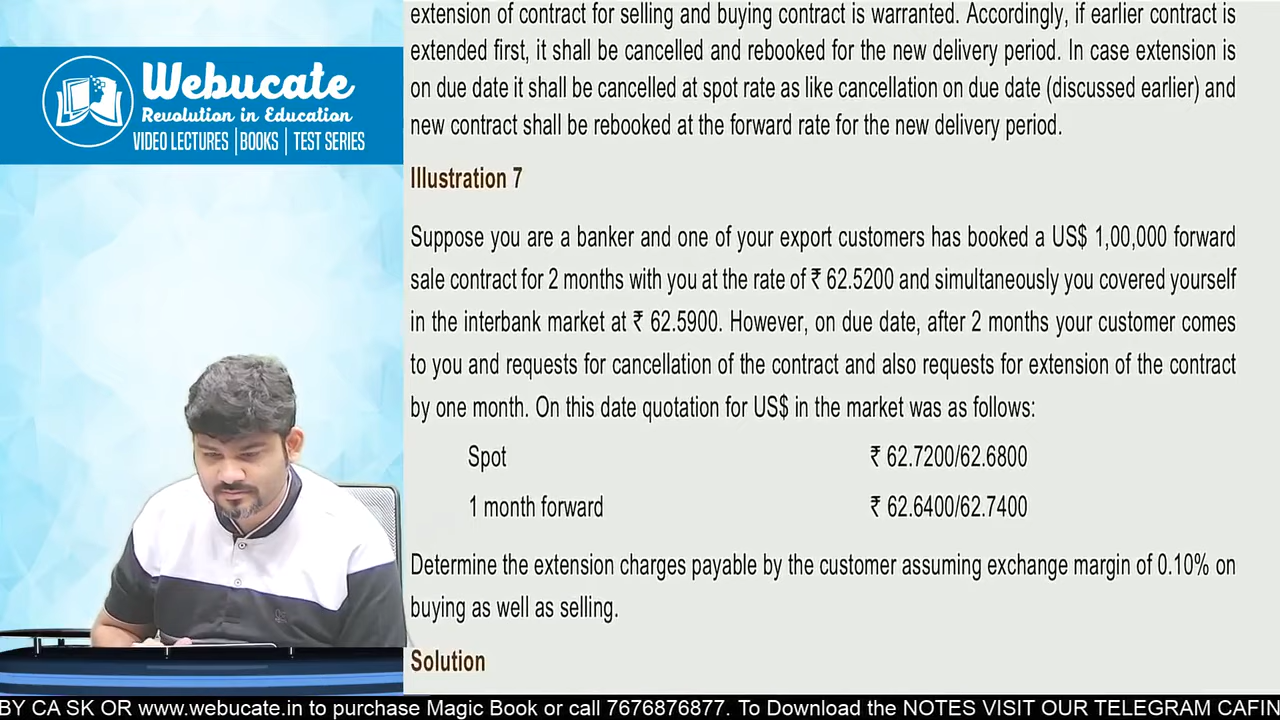 extension of contract for selling and buying contract is warranted. Accordingly, if earlier contract is
extended first, it shall be cancelled and rebooked for the new delivery period. In case extension is
on due date it shall be cancelled at spot rate as like cancellation on due date (discussed earlier) and
new contract shall be rebooked at the forward rate for the new delivery period.
Webucate
Revolution in Education
VIDEO LECTURES | BOOKS | TEST SERIES
Illustration 7
Suppose you are a banker and one of your export customers has booked a US$ 1,00,000 forward
sale contract for 2 months with you at the rate of ₹ 62.5200 and simultaneously you covered yourself
in the interbank market at ₹ 62.5900. However, on due date, after 2 months your customer comes
to you and requests for cancellation of the contract and also requests for extension of the contract
by one month. On this date quotation for US$ in the market was as follows:
Spot ₹ 62.7200/62.6800
1 month forward ₹ 62.6400/62.7400
Determine the extension charges payable by the customer assuming exchange margin of 0.10% on
buying as well as selling.
Solution
BY CA SK OR www.webucate.in to purchase Magic Book or call 7676876877. To Download the NOTES VISIT OUR TELEGRAM CAFIN